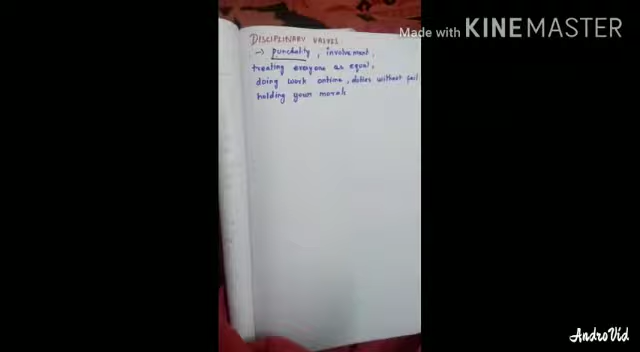 Made with KINEMASTER
DISCIPLINARY VALUES
→ punctality, involvement,
treating everyone as equal,
doing work ontime, duties without fail
holding your morals
AndroVid